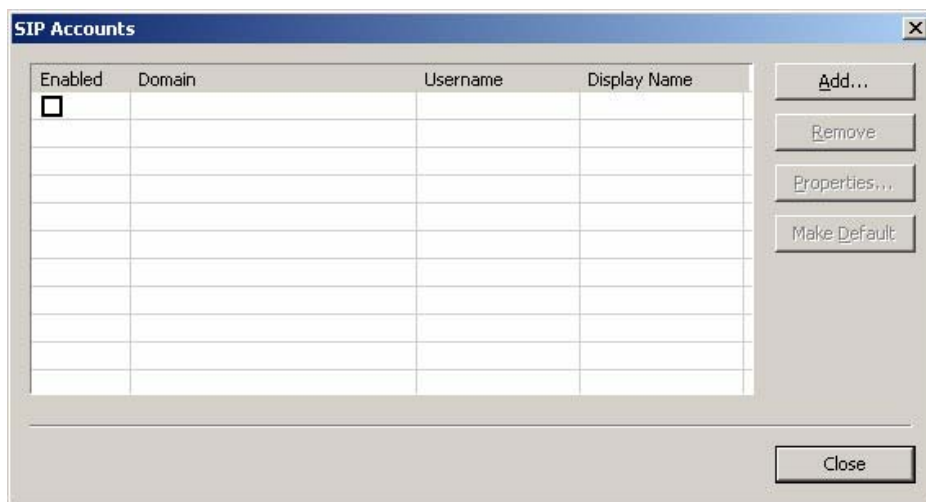 SIP Accounts
Enabled Domain Username Display Name
Add...
Remove
Properties...
Make Default
Close